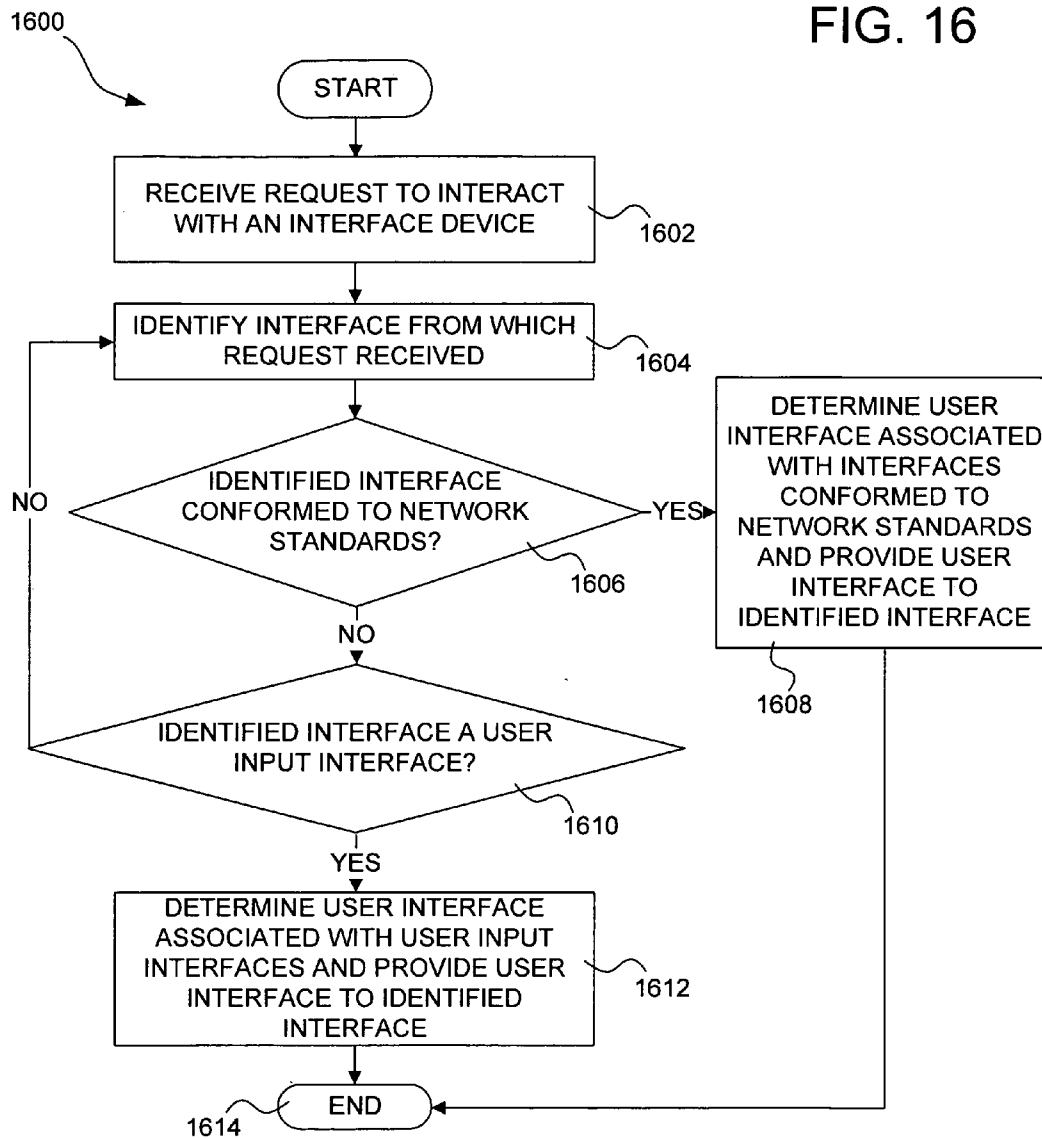 FIG. 16
1600
START
RECEIVE REQUEST TO INTERACT
WITH AN INTERFACE DEVICE
1602
IDENTIFY INTERFACE FROM WHICH
REQUEST RECEIVED
1604
IDENTIFIED INTERFACE
CONFORMED TO NETWORK
STANDARDS?
1606
YES
DETERMINE USER
INTERFACE ASSOCIATED
WITH INTERFACES
CONFORMED TO
NETWORK STANDARDS
AND PROVIDE USER
INTERFACE TO
IDENTIFIED INTERFACE
1608
NO
NO
IDENTIFIED INTERFACE A USER
INPUT INTERFACE?
1610
YES
DETERMINE USER INTERFACE
ASSOCIATED WITH USER INPUT
INTERFACES AND PROVIDE USER
INTERFACE TO IDENTIFIED
INTERFACE
1612
END
1614